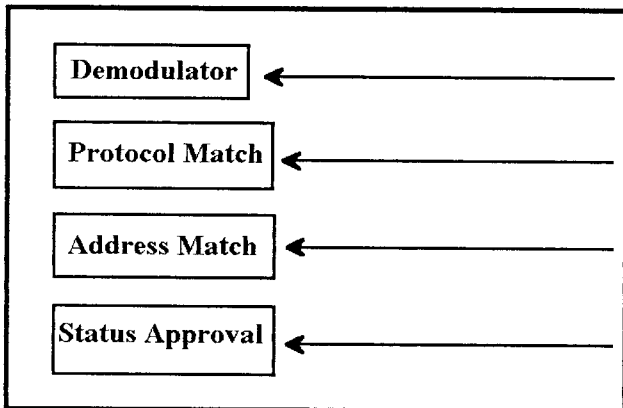 Demodulator
Protocol Match
Address Match
Status Approval